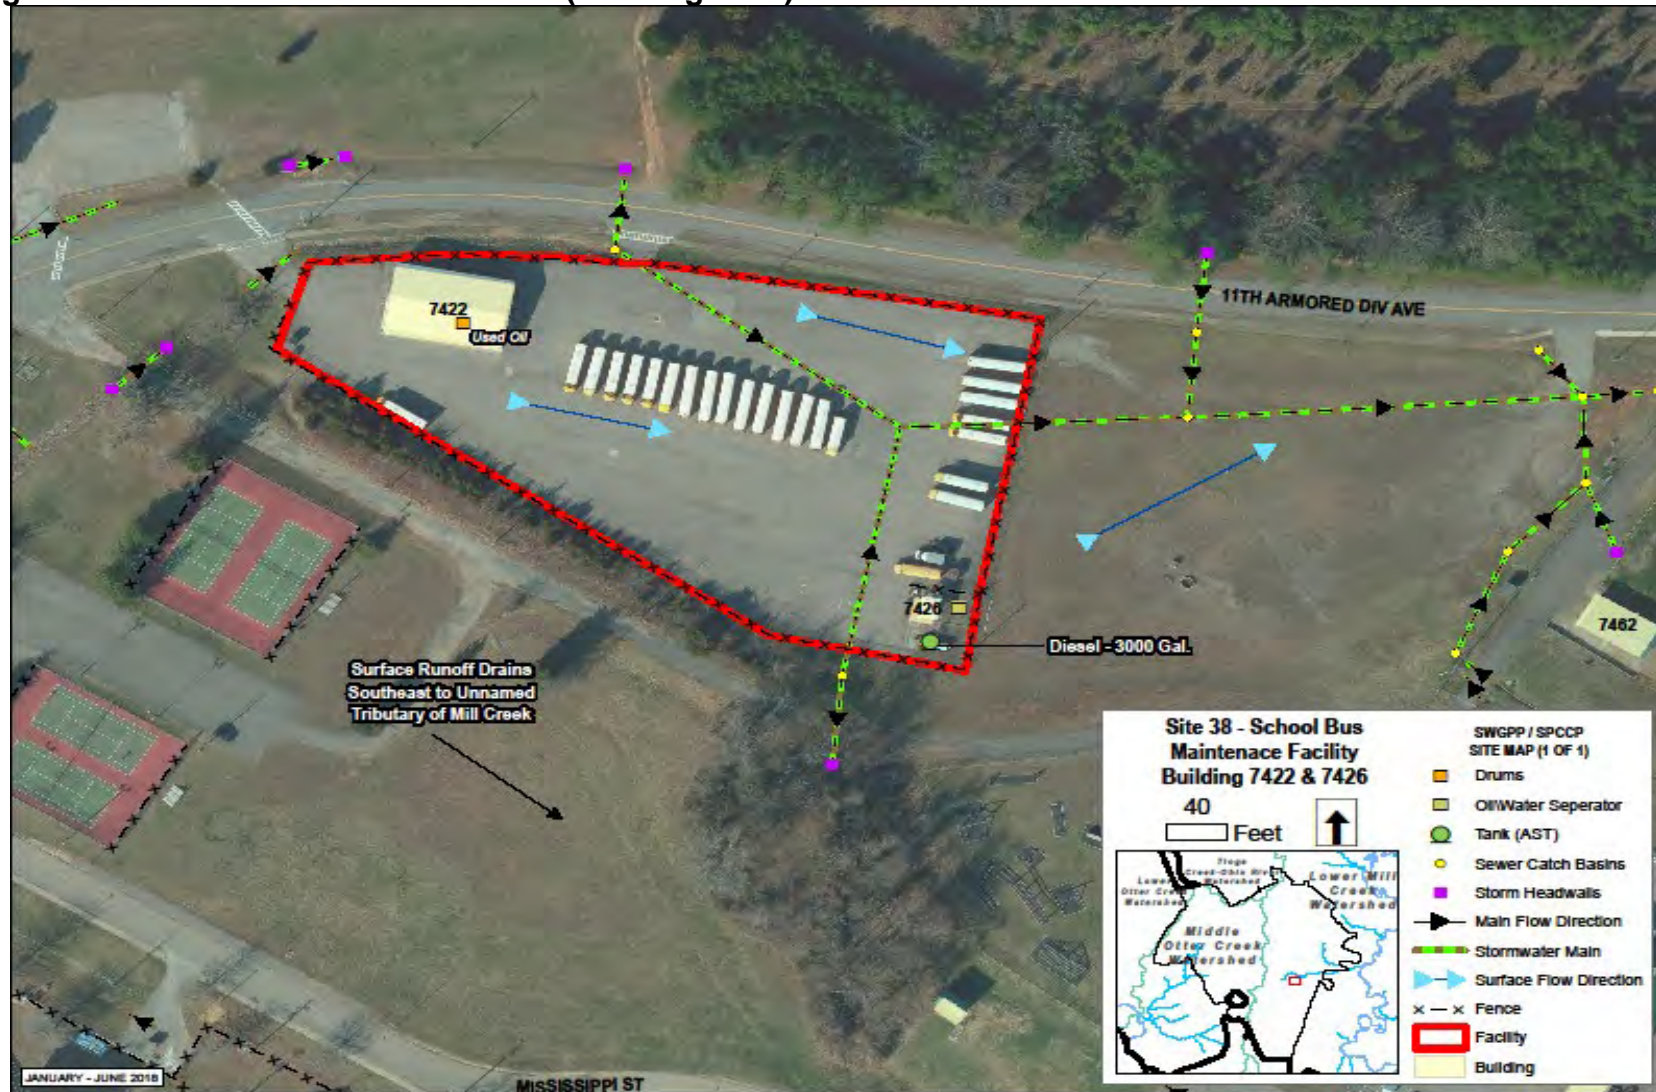 7422
Used Oil
11TH ARMORED DIV AVE
7426
Diesel - 3000 Gal.
7462
Surface Runoff Drains
Southeast to Unnamed
Tributary of Mill Creek
MISSISSIPPI ST
JANUARY - JUNE 2018
Site 38 - School Bus
Maintenace Facility
Building 7422 & 7426
40
Feet
Lower Mill
Creek
Watershed
Middle
Otter Creek
Watershed
SWGPP / SPCCP
SITE MAP (1 OF 1)
Drums
Oil\Water Seperator
Tank (AST)
Sewer Catch Basins
Storm Headwalls
Main Flow Direction
Stormwater Main
Surface Flow Direction
Fence
Facility
Building